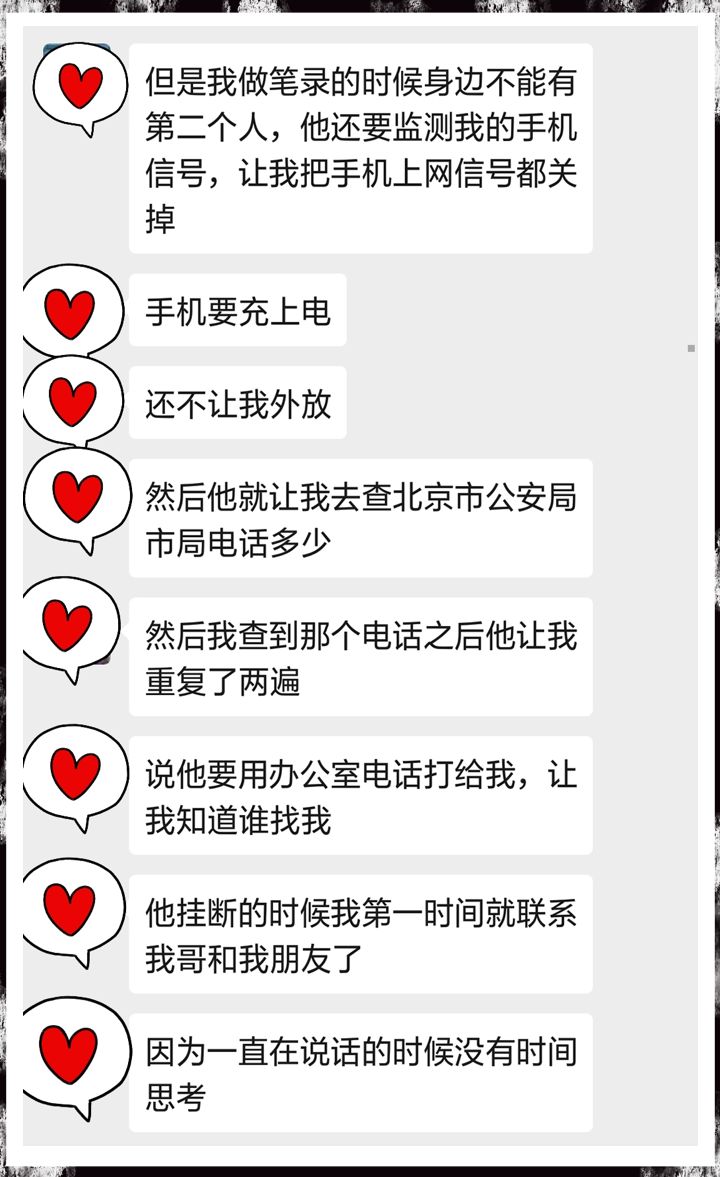 但是我做笔录的时候身边不能有
第二个人，他还要监测我的手机
信号，让我把手机上网信号都关
掉
手机要充上电
还不让我外放
然后他就让我去查北京市公安局
市局电话多少
然后我查到那个电话之后他让我
重复了两遍
说他要用办公室电话打给我，让
我知道谁找我
他挂断的时候我第一时间就联系
我哥和我朋友了
因为一直在说话的时候没有时间
思考